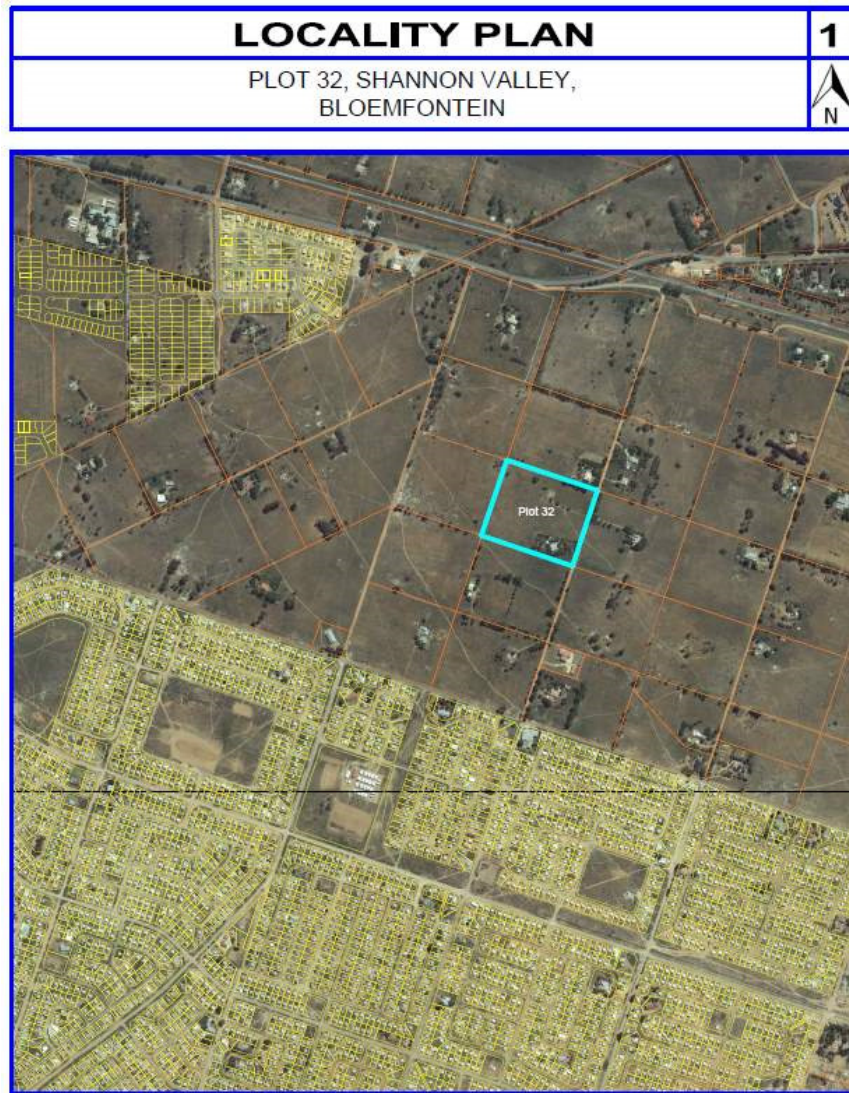 LOCALITY PLAN
1
PLOT 32, SHANNON VALLEY,
BLOEMFONTEIN
N
Plot 32